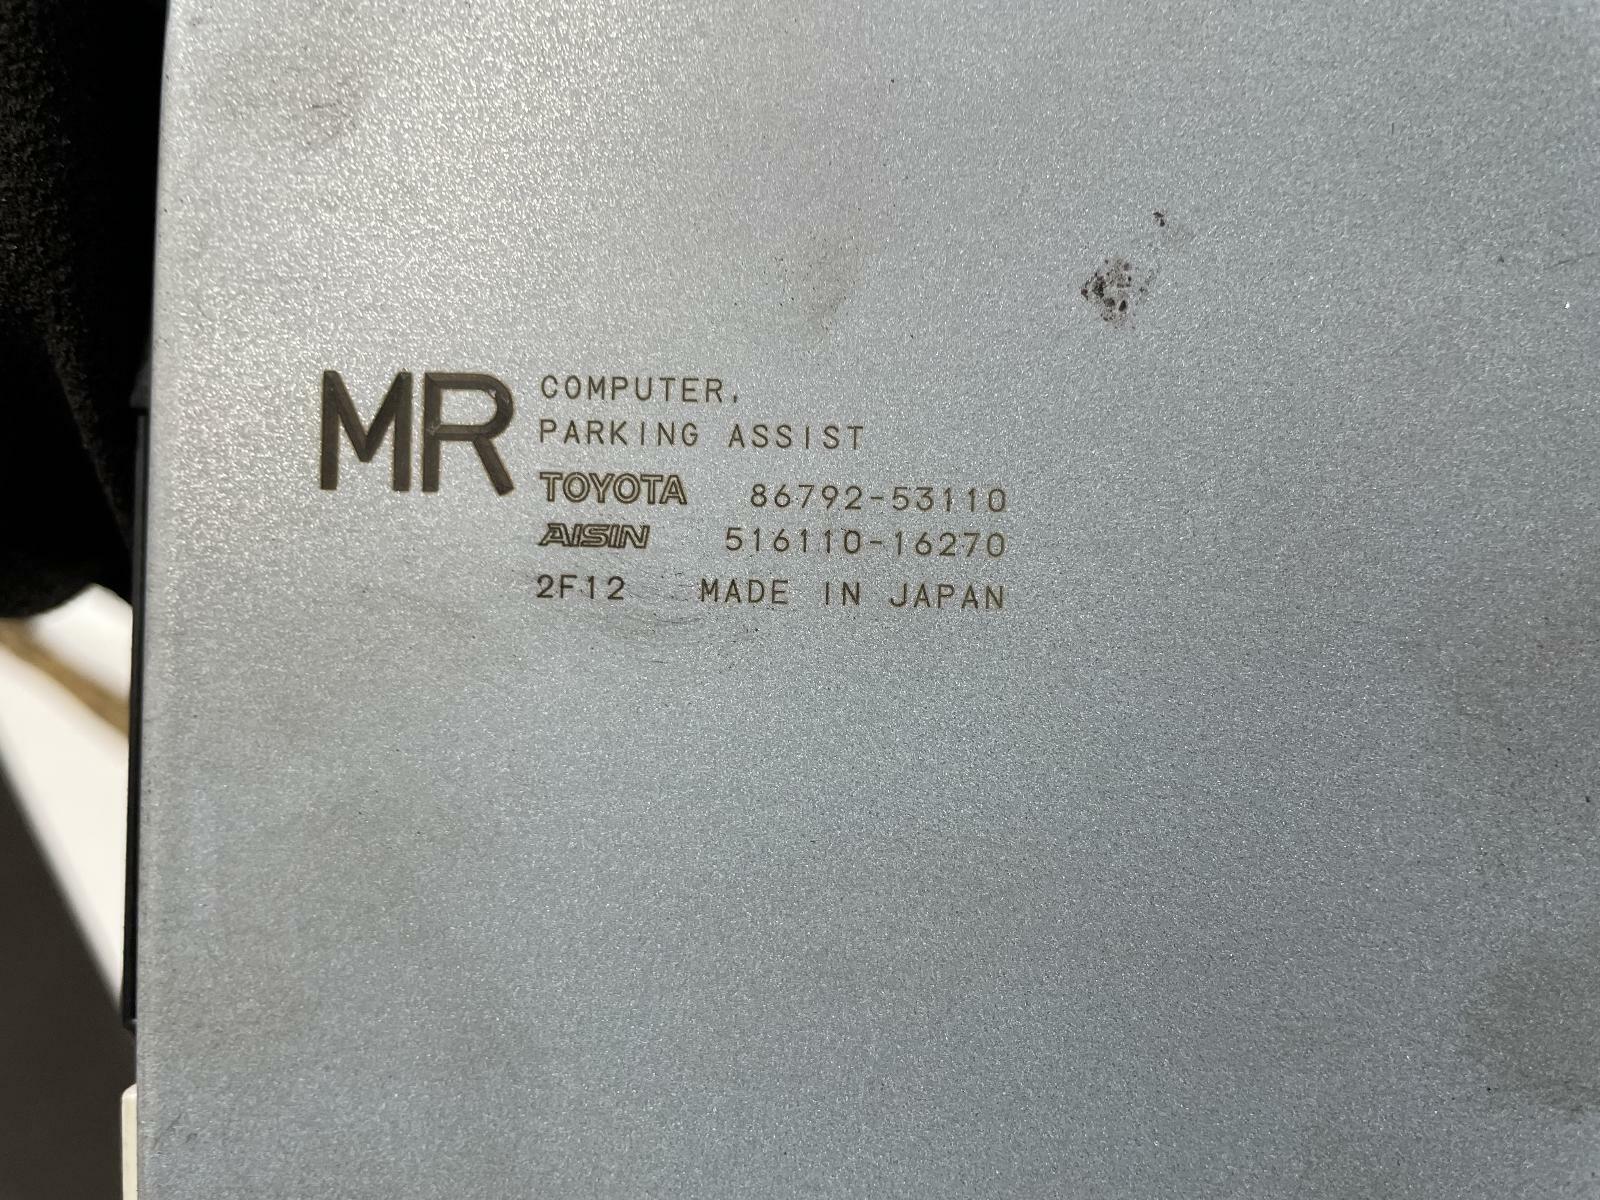 MR
COMPUTER,
PARKING ASSIST
TOYOTA 86792-53110
AISIN 516110-16270
2F12 MADE IN JAPAN